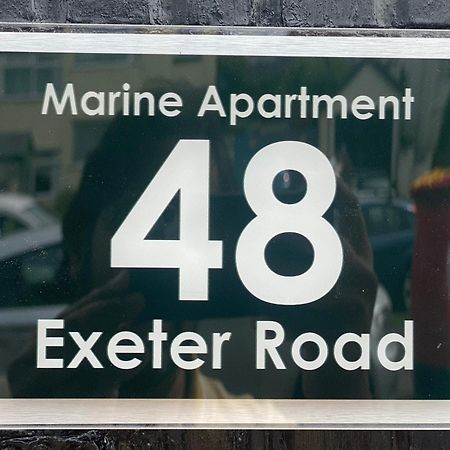 Marine Apartment
48
Exeter Road